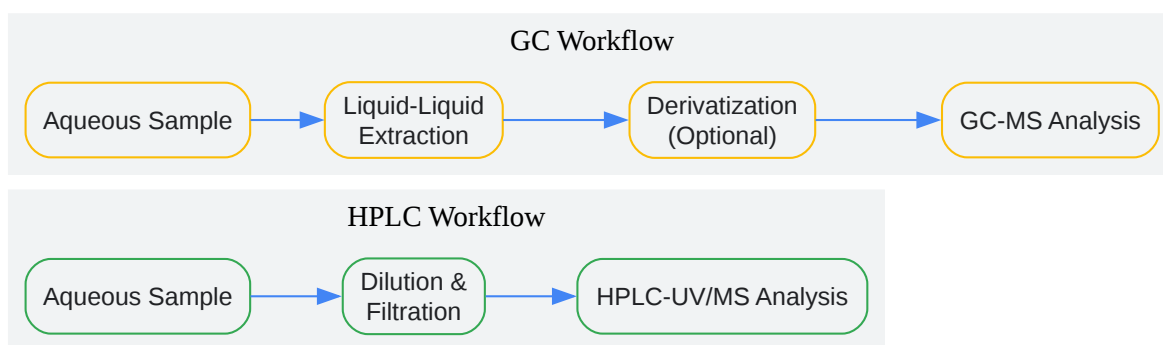 GC Workflow
Aqueous Sample
Liquid-Liquid
Extraction
Derivatization
(Optional)
GC-MS Analysis
HPLC Workflow
Aqueous Sample
Dilution &
Filtration
HPLC-UV/MS Analysis